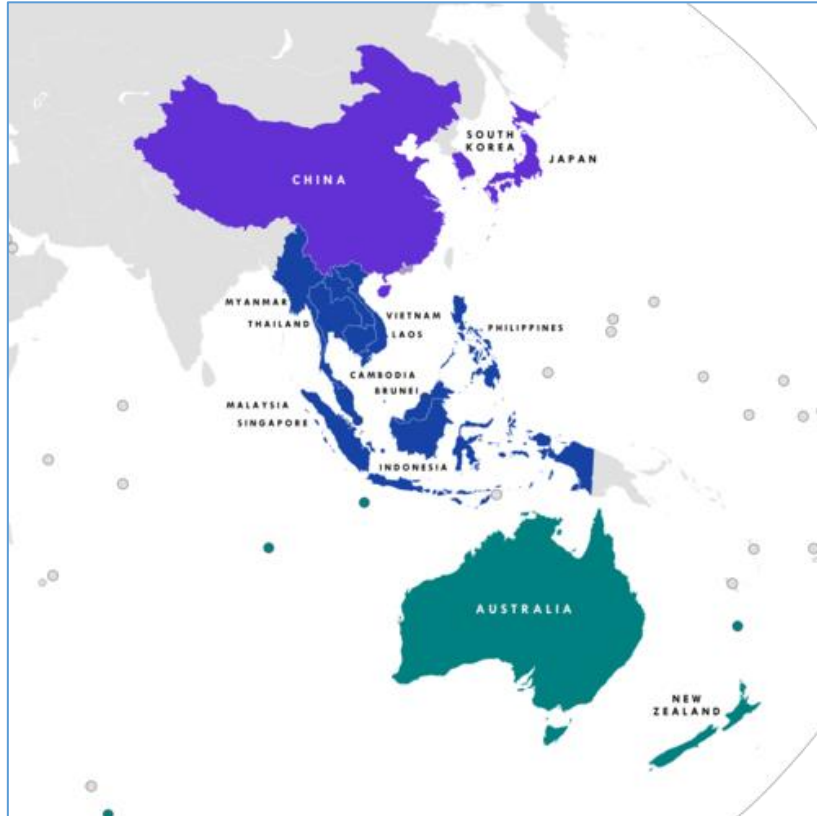 SOUTH
KOREA
JAPAN
CHINA
MYANMAR
THAILAND
VIETNAM
LAOS
PHILIPPINES
CAMBODIA
BRUNEI
MALAYSIA
SINGAPORE
INDONESIA
AUSTRALIA
NEW
ZEALAND